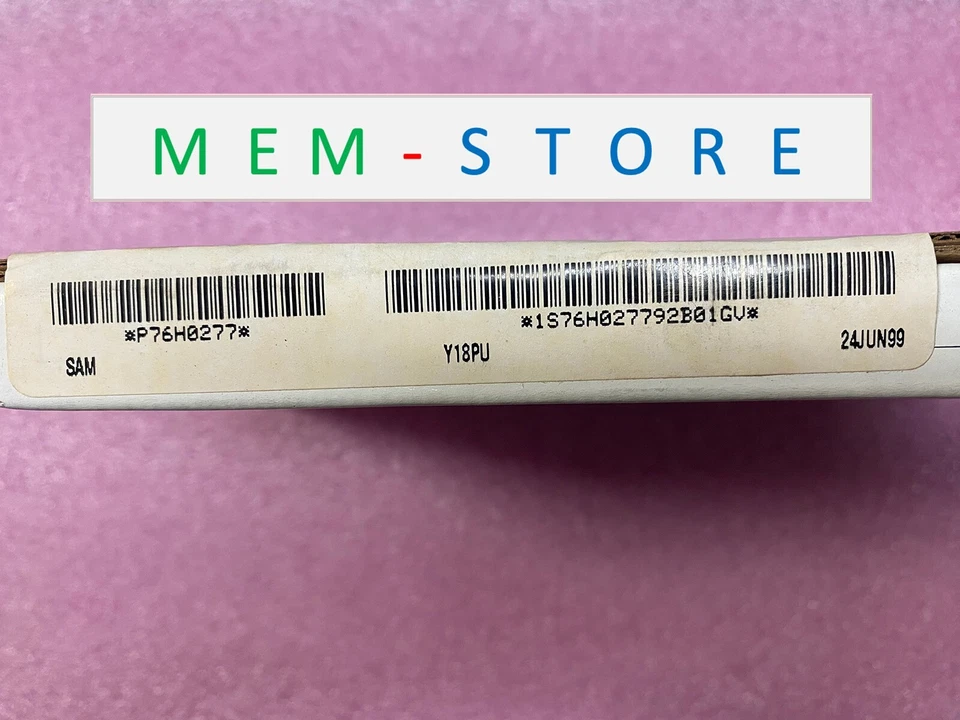 MEM-STORE
*P76H0277*
*1S76H027792B01GV*
SAM
Y18PU
24JUN99